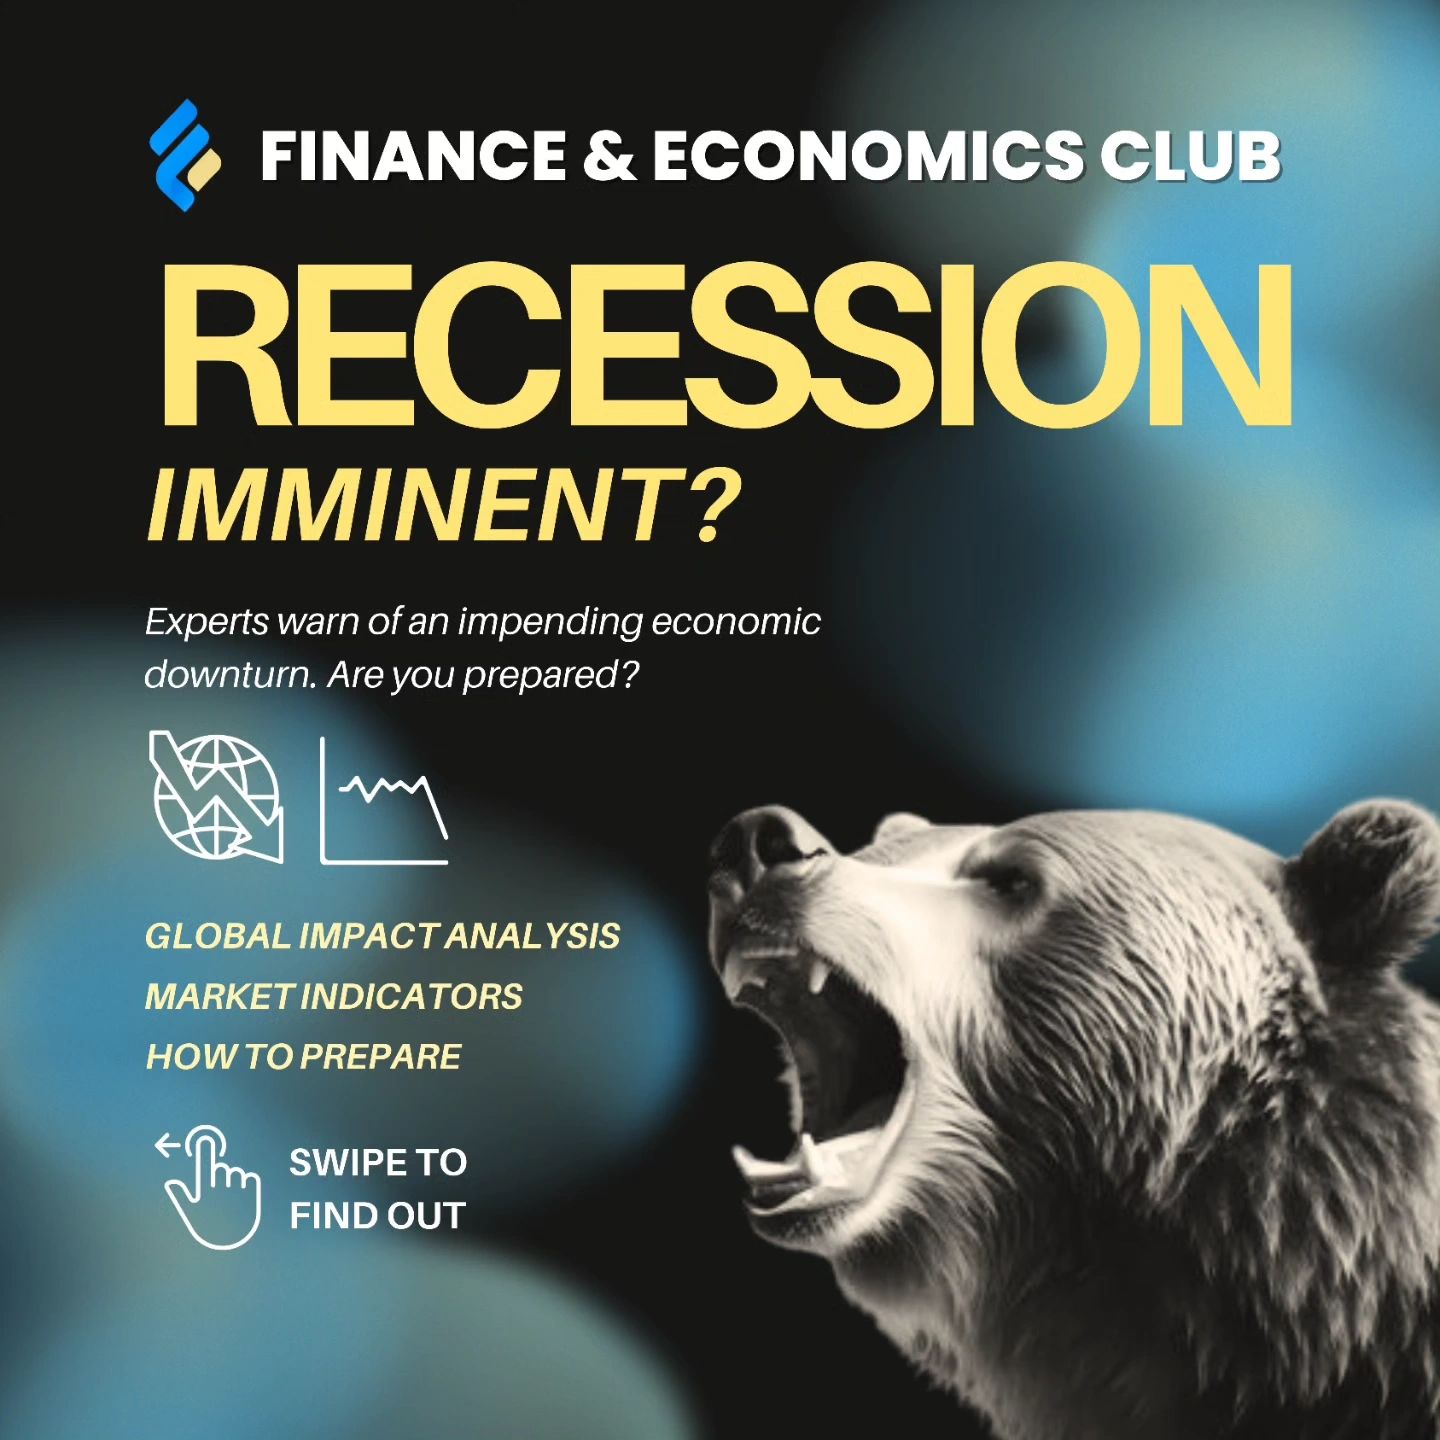 FINANCE & ECONOMICS CLUB
RECESSION
IMMINENT?
Experts warn of an impending economic
downturn. Are you prepared?
GLOBAL IMPACT ANALYSIS
MARKET INDICATORS
HOW TO PREPARE
SWIPE TO
FIND OUT